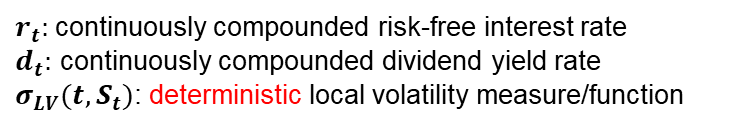 r_t: continuously compounded risk-free interest rate
d_t: continuously compounded dividend yield rate
σ_LV(t, S_t): deterministic local volatility measure/function